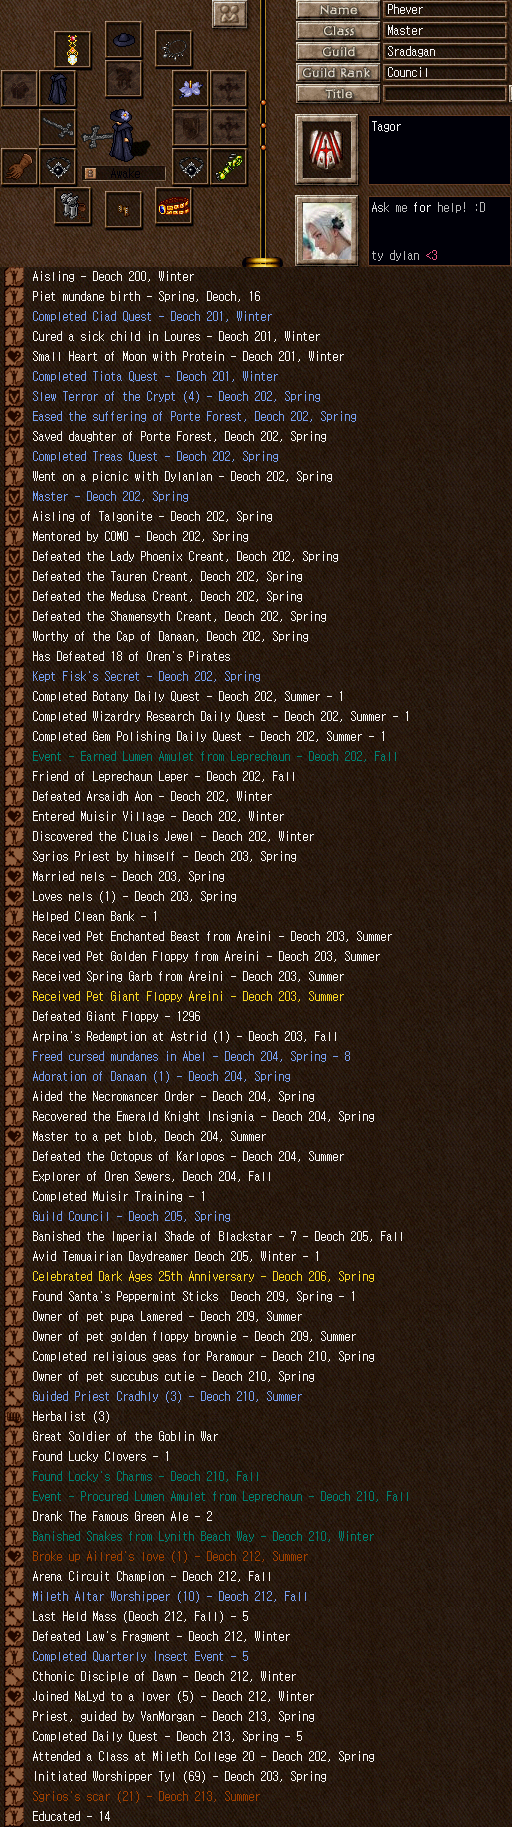 Name Phever
Class Master
Guild Sradagan
Guild Rank Council
Title
Tagor
Awake
Ask me for help! :D
ty dylan <3
Aisling - Deoch 200, Winter
Piet mundane birth - Spring, Deoch, 16
Completed Ciad Quest - Deoch 201, Winter
Cured a sick child in Loures - Deoch 201, Winter
Small Heart of Moon with Protein - Deoch 201, Winter
Completed Tiota Quest - Deoch 201, Winter
Slew Terror of the Crypt (4) - Deoch 202, Spring
Eased the suffering of Porte Forest, Deoch 202, Spring
Saved daughter of Porte Forest, Deoch 202, Spring
Completed Treas Quest - Deoch 202, Spring
Went on a picnic with Dylanlan - Deoch 202, Spring
Master - Deoch 202, Spring
Aisling of Talgonite - Deoch 202, Spring
Mentored by COMO - Deoch 202, Spring
Defeated the Lady Phoenix Creant, Deoch 202, Spring
Defeated the Tauren Creant, Deoch 202, Spring
Defeated the Medusa Creant, Deoch 202, Spring
Defeated the Shamensyth Creant, Deoch 202, Spring
Worthy of the Cap of Danaan, Deoch 202, Spring
Has Defeated 18 of Oren's Pirates
Kept Fisk's Secret - Deoch 202, Spring
Completed Botany Daily Quest - Deoch 202, Summer - 1
Completed Wizardry Research Daily Quest - Deoch 202, Summer - 1
Completed Gem Polishing Daily Quest - Deoch 202, Summer - 1
Event - Earned Lumen Amulet from Leprechaun - Deoch 202, Fall
Friend of Leprechaun Leper - Deoch 202, Fall
Defeated Arsaidh Aon - Deoch 202, Winter
Entered Muisir Village - Deoch 202, Winter
Discovered the Cluais Jewel - Deoch 202, Winter
Sgrios Priest by himself - Deoch 203, Spring
Married nels - Deoch 203, Spring
Loves nels (1) - Deoch 203, Spring
Helped Clean Bank - 1
Received Pet Enchanted Beast from Areini - Deoch 203, Summer
Received Pet Golden Floppy from Areini - Deoch 203, Summer
Received Spring Garb from Areini - Deoch 203, Summer
Received Pet Giant Floppy Areini - Deoch 203, Summer
Defeated Giant Floppy - 1296
Arpina's Redemption at Astrid (1) - Deoch 203, Fall
Freed cursed mundanes in Abel - Deoch 204, Spring - 8
Adoration of Danaan (1) - Deoch 204, Spring
Aided the Necromancer Order - Deoch 204, Spring
Recovered the Emerald Knight Insignia - Deoch 204, Spring
Master to a pet blob, Deoch 204, Summer
Defeated the Octopus of Karlopos - Deoch 204, Summer
Explorer of Oren Sewers, Deoch 204, Fall
Completed Muisir Training - 1
Guild Council - Deoch 205, Spring
Banished the Imperial Shade of Blackstar - 7 - Deoch 205, Fall
Avid Temuairian Daydreamer Deoch 205, Winter - 1
Celebrated Dark Ages 25th Anniversary - Deoch 206, Spring
Found Santa's Peppermint Sticks  Deoch 209, Spring - 1
Owner of pet pupa Lamered - Deoch 209, Summer
Owner of pet golden floppy brownie - Deoch 209, Summer
Completed religious geas for Paramour - Deoch 210, Spring
Owner of pet succubus cutie - Deoch 210, Spring
Guided Priest Cradhly (3) - Deoch 210, Summer
Herbalist (3)
Great Soldier of the Goblin War
Found Lucky Clovers - 1
Found Locky's Charms - Deoch 210, Fall
Event - Procured Lumen Amulet from Leprechaun - Deoch 210, Fall
Drank The Famous Green Ale - 2
Banished Snakes from Lynith Beach Way - Deoch 210, Winter
Broke up Ailred's love (1) - Deoch 212, Summer
Arena Circuit Champion - Deoch 212, Fall
Mileth Altar Worshipper (10) - Deoch 212, Fall
Last Held Mass (Deoch 212, Fall) - 5
Defeated Law's Fragment - Deoch 212, Winter
Completed Quarterly Insect Event - 5
Cthonic Disciple of Dawn - Deoch 212, Winter
Joined NaLyd to a lover (5) - Deoch 212, Winter
Priest, guided by VanMorgan - Deoch 213, Spring
Completed Daily Quest - Deoch 213, Spring - 5
Attended a Class at Mileth College 20 - Deoch 202, Spring
Initiated Worshipper Tyl (69) - Deoch 203, Spring
Sgrios's scar (21) - Deoch 213, Summer
Educated - 14